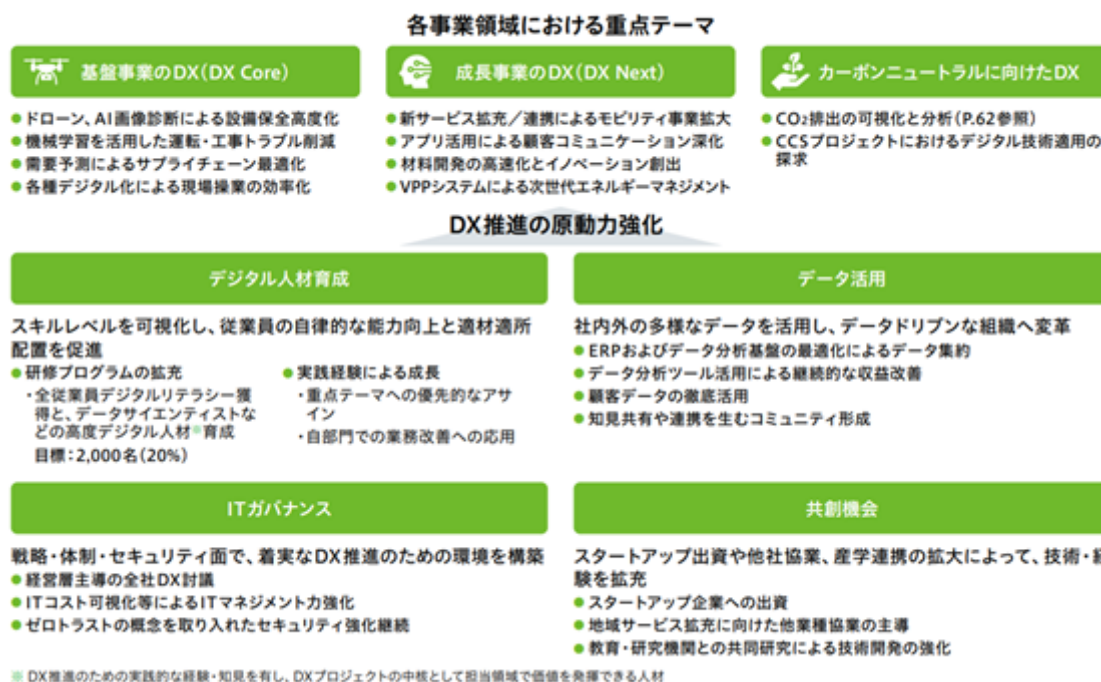 各事業領域における重点テーマ
基盤事業のDX(DX Core)
●ドローン、AI画像診断による設備保全高度化
●機械学習を活用した運転・工事トラブル削減
●需要予測によるサプライチェーン最適化
●各種デジタル化による現場操業の効率化
成長事業のDX(DX Next)
●新サービス拡充/連携によるモビリティ事業拡大
●アプリ活用による顧客コミュニケーション深化
●材料開発の高速化とイノベーション創出
●VPPシステムによる次世代エネルギーマネジメント
カーボンニュートラルに向けたDX
●CO₂排出の可視化と分析(P.62参照)
●CCSプロジェクトにおけるデジタル技術適用の
探求
DX推進の原動力強化
デジタル人材育成
スキルレベルを可視化し、従業員の自律的な能力向上と適材適所
配置を促進
●研修プログラムの拡充
・全従業員デジタルリテラシー獲
得と、データサイエンティストな
どの高度デジタル人材※育成
目標:2,000名(20%)
●実践経験による成長
・重点テーマへの優先的なアサ
イン
・自部門での業務改善への応用
データ活用
社内外の多様なデータを活用し、データドリブンな組織へ変革
●ERPおよびデータ分析基盤の最適化によるデータ集約
●データ分析ツール活用による継続的な収益改善
●顧客データの徹底活用
●知見共有や連携を生むコミュニティ形成
ITガバナンス
戦略・体制・セキュリティ面で、着実なDX推進のための環境を構築
●経営層主導の全社DX討議
●ITコスト可視化等によるITマネジメント力強化
●ゼロトラストの概念を取り入れたセキュリティ強化継続
共創機会
スタートアップ出資や他社協業、産学連携の拡大によって、技術・
験を拡充
●スタートアップ企業への出資
●地域サービス拡充に向けた他業種協業の主導
●教育・研究機関との共同研究による技術開発の強化
※ DX推進のための実践的な経験・知見を有し、DXプロジェクトの中核として担当領域で価値を発揮できる人材